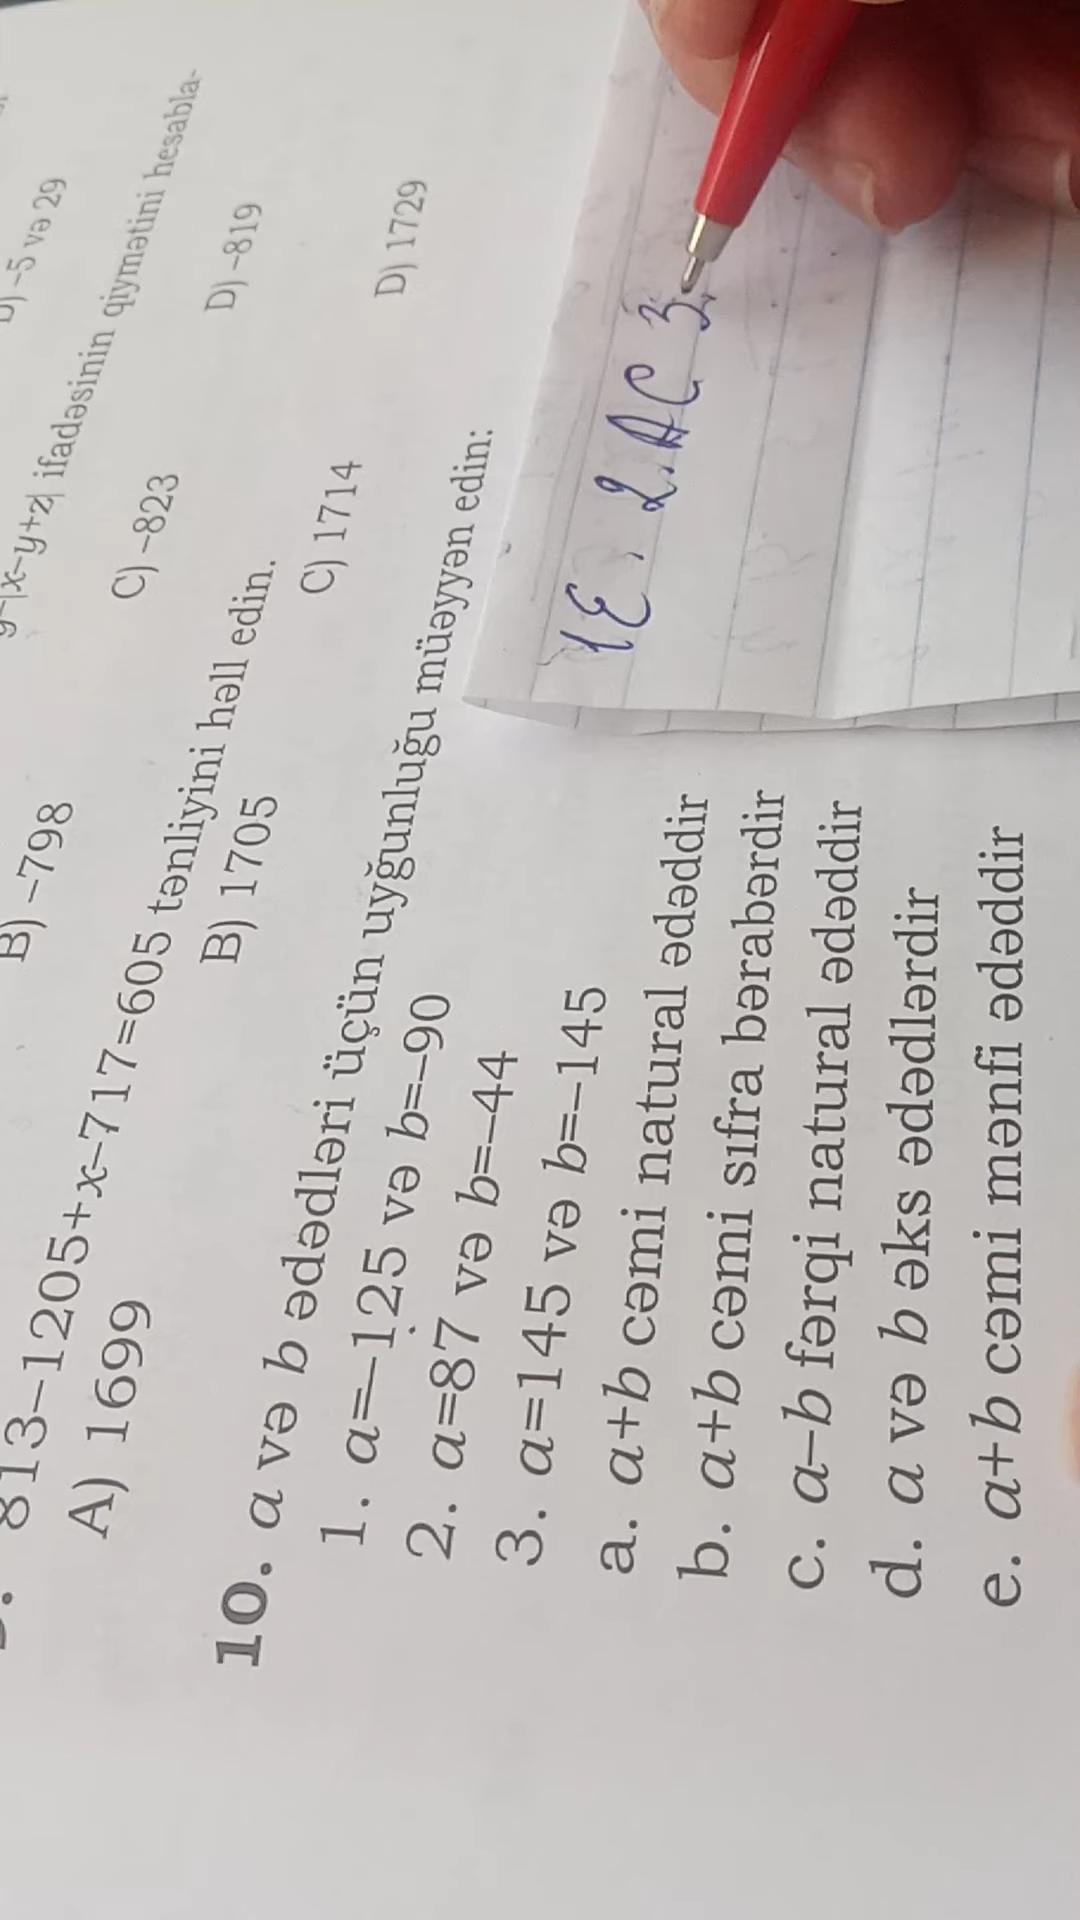 D) -5 və 29
y-|x-y+z| ifadəsinin qiymətini hesabla-
B) -798 C) -823 D) -819
813-1205+x-717=605 tənliyini həll edin.
A) 1699 B) 1705 C) 1714 D) 1729
10. a və b ədədləri üçün uyğunluğu müəyyən edin:
1. a=-125 və b=-90
2. a=87 və b=-44
3. a=145 və b=-145
a. a+b cəmi natural ədəddir
b. a+b cəmi sıfra bərabərdir
c. a-b fərqi natural ədəddir
d. a və b əks ədədlərdir
e. a+b cəmi mənfi ədəddir
1E, 2.AC 3.